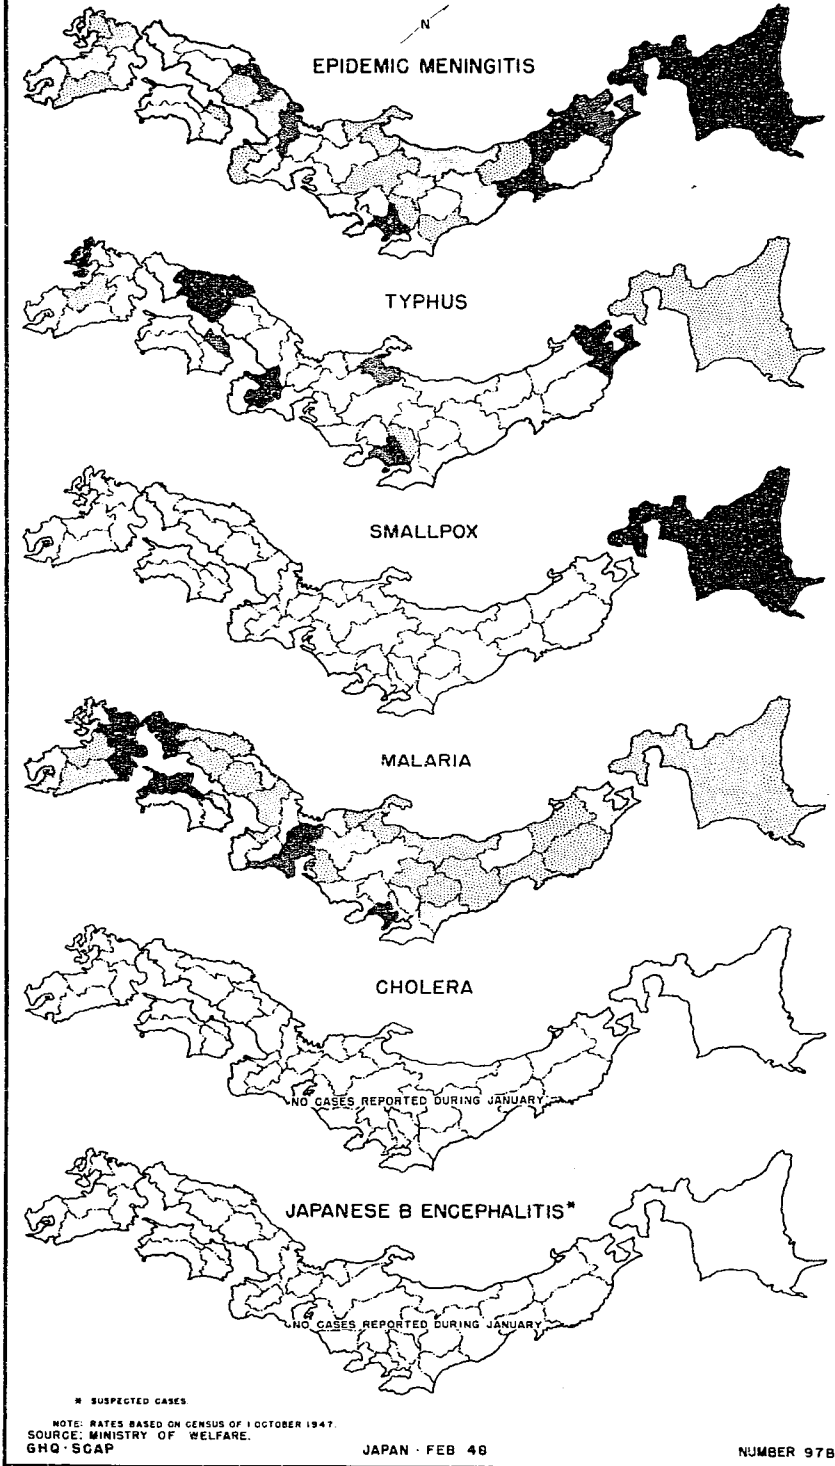 N
EPIDEMIC MENINGITIS
TYPHUS
SMALLPOX
MALARIA
CHOLERA
NO CASES REPORTED DURING JANUARY
JAPANESE B ENCEPHALITIS*
NO CASES REPORTED DURING JANUARY
* SUSPECTED CASES
NOTE: RATES BASED ON CENSUS OF 1 OCTOBER 1947.
SOURCE: MINISTRY OF WELFARE.
GHQ·SCAP
JAPAN · FEB 48
NUMBER 97B